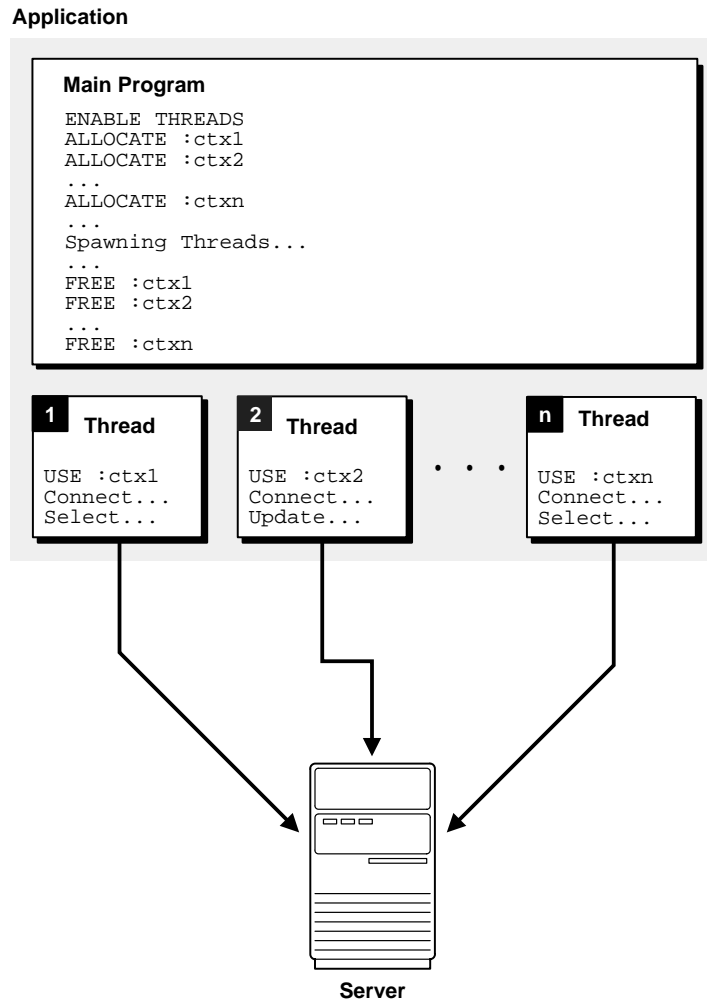 Application
Main Program
ENABLE THREADS
ALLOCATE :ctx1
ALLOCATE :ctx2
...
ALLOCATE :ctxn
...
Spawning Threads...
...
FREE :ctx1
FREE :ctx2
...
FREE :ctxn
1 Thread
USE :ctx1
Connect...
Select...
2 Thread
USE :ctx2
Connect...
Update...
. . .
n Thread
USE :ctxn
Connect...
Select...
Server